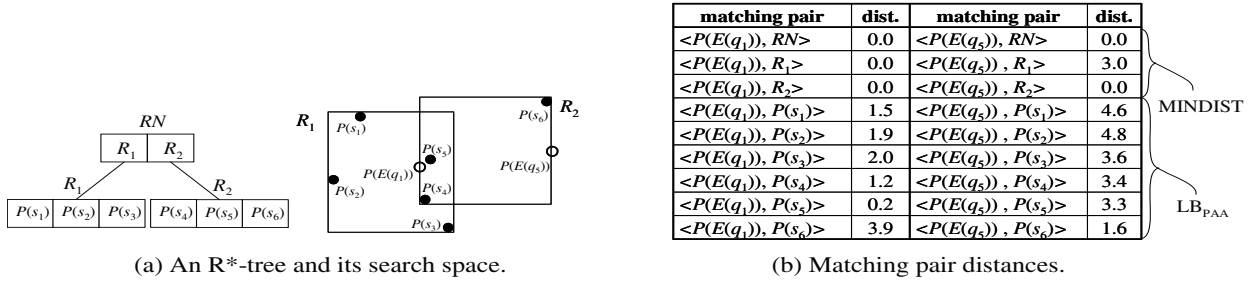 RN
R1 R2
R1 R2
P(s1) P(s2) P(s3) P(s4) P(s5) P(s6)
R1
R2
P(s1)
P(s6)
P(s5)
P(E(q1))
P(E(q5))
P(s2)
P(s4)
P(s3)
(a) An R*-tree and its search space.
matching pair dist. matching pair dist.
<P(E(q1)), RN> 0.0 <P(E(q5)), RN> 0.0
<P(E(q1)), R1> 0.0 <P(E(q5)) , R1> 3.0
<P(E(q1)), R2> 0.0 <P(E(q5)) , R2> 0.0
<P(E(q1)), P(s1)> 1.5 <P(E(q5)) , P(s1)> 4.6
<P(E(q1)), P(s2)> 1.9 <P(E(q5)) , P(s2)> 4.8
<P(E(q1)), P(s3)> 2.0 <P(E(q5)) , P(s3)> 3.6
<P(E(q1)), P(s4)> 1.2 <P(E(q5)) , P(s4)> 3.4
<P(E(q1)), P(s5)> 0.2 <P(E(q5)) , P(s5)> 3.3
<P(E(q1)), P(s6)> 3.9 <P(E(q5)) , P(s6)> 1.6
MINDIST
LBPAA
(b) Matching pair distances.